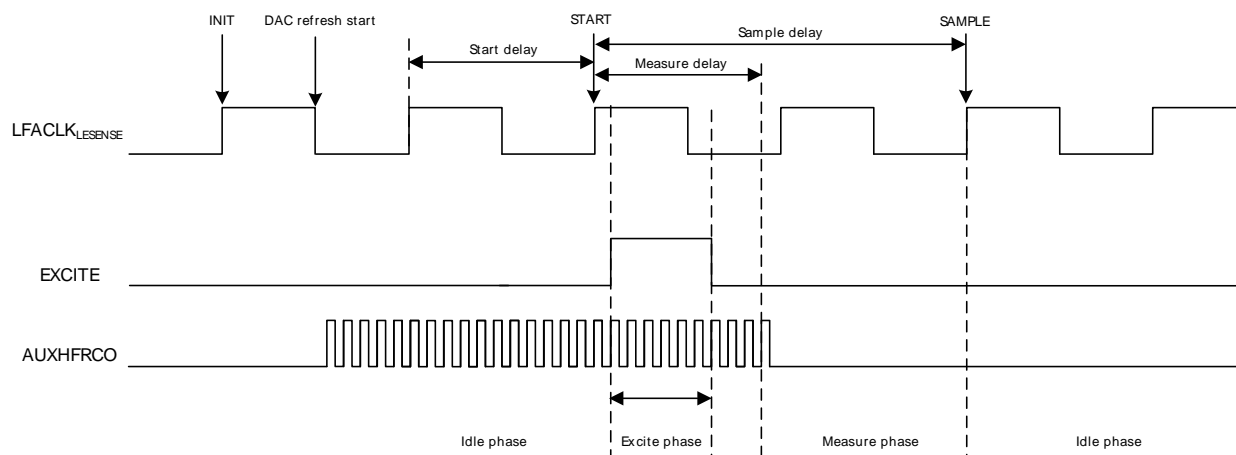 INIT DAC refresh start START SAMPLE
Start delay Sample delay
Measure delay
LFACLKLESENSE
EXCITE
AUXHFRCO
Idle phase Excite phase Measure phase Idle phase